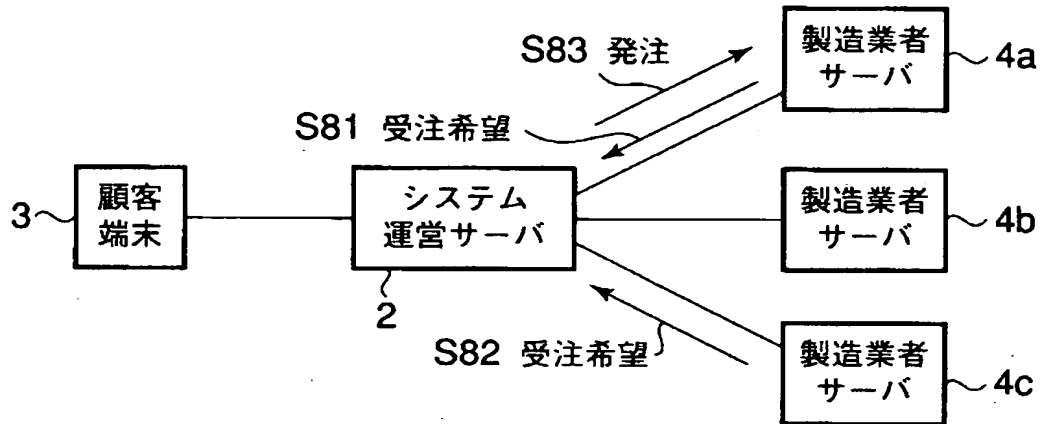 S83 発注
製造業者
サーバ
4a
S81 受注希望
3
顧客
端末
システム
運営サーバ
2
製造業者
サーバ
4b
S82 受注希望
製造業者
サーバ
4c